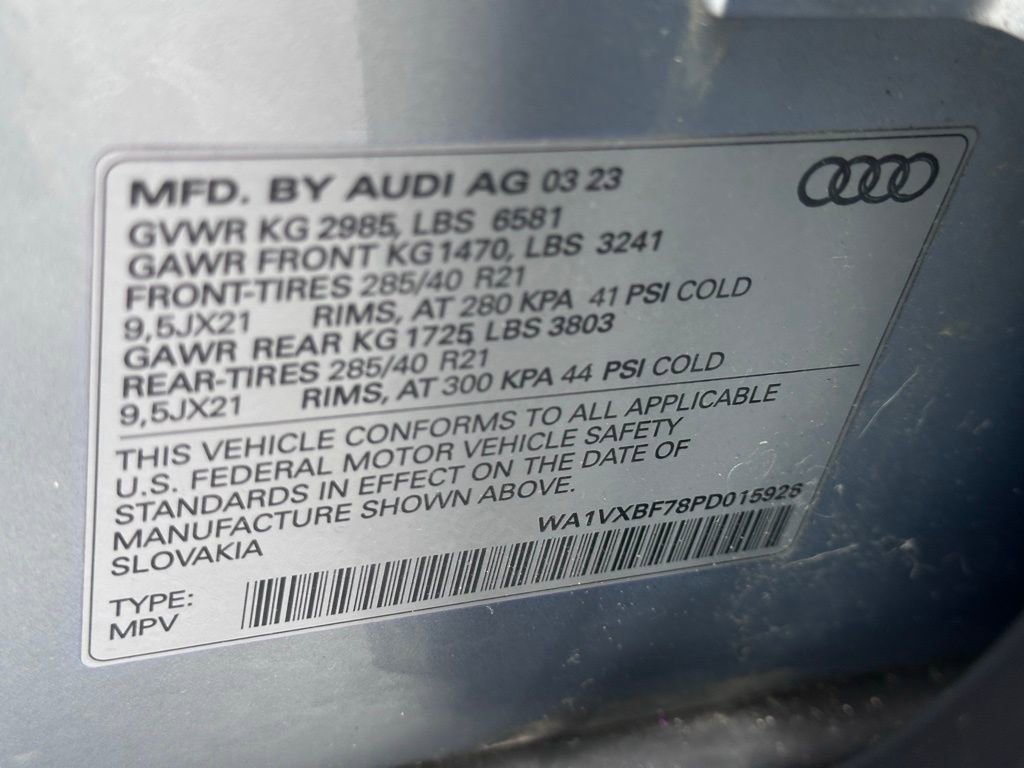 MFD. BY AUDI AG 03 23
GVWR KG 2985, LBS 6581
GAWR FRONT KG1470, LBS 3241
FRONT-TIRES 285/40 R21
9,5JX21 RIMS, AT 280 KPA 41 PSI COLD
GAWR REAR KG 1725 LBS 3803
REAR-TIRES 285/40 R21
9,5JX21 RIMS, AT 300 KPA 44 PSI COLD
THIS VEHICLE CONFORMS TO ALL APPLICABLE
U.S. FEDERAL MOTOR VEHICLE SAFETY
STANDARDS IN EFFECT ON THE DATE OF
MANUFACTURE SHOWN ABOVE.
SLOVAKIA
WA1VXBF78PD015926
TYPE:
MPV